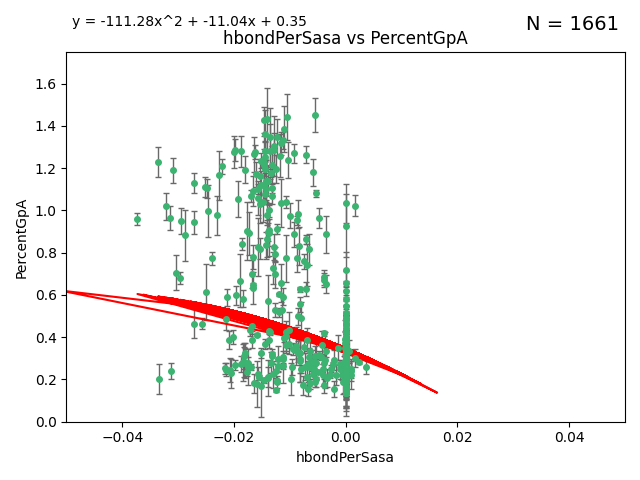 y = -111.28x^2 + -11.04x + 0.35
N = 1661
hbondPerSasa vs PercentGpA
1.6
1.4
1.2
1.0
0.8
0.6
0.4
0.2
0.0
PercentGpA
−0.04 −0.02 0.00 0.02 0.04
hbondPerSasa